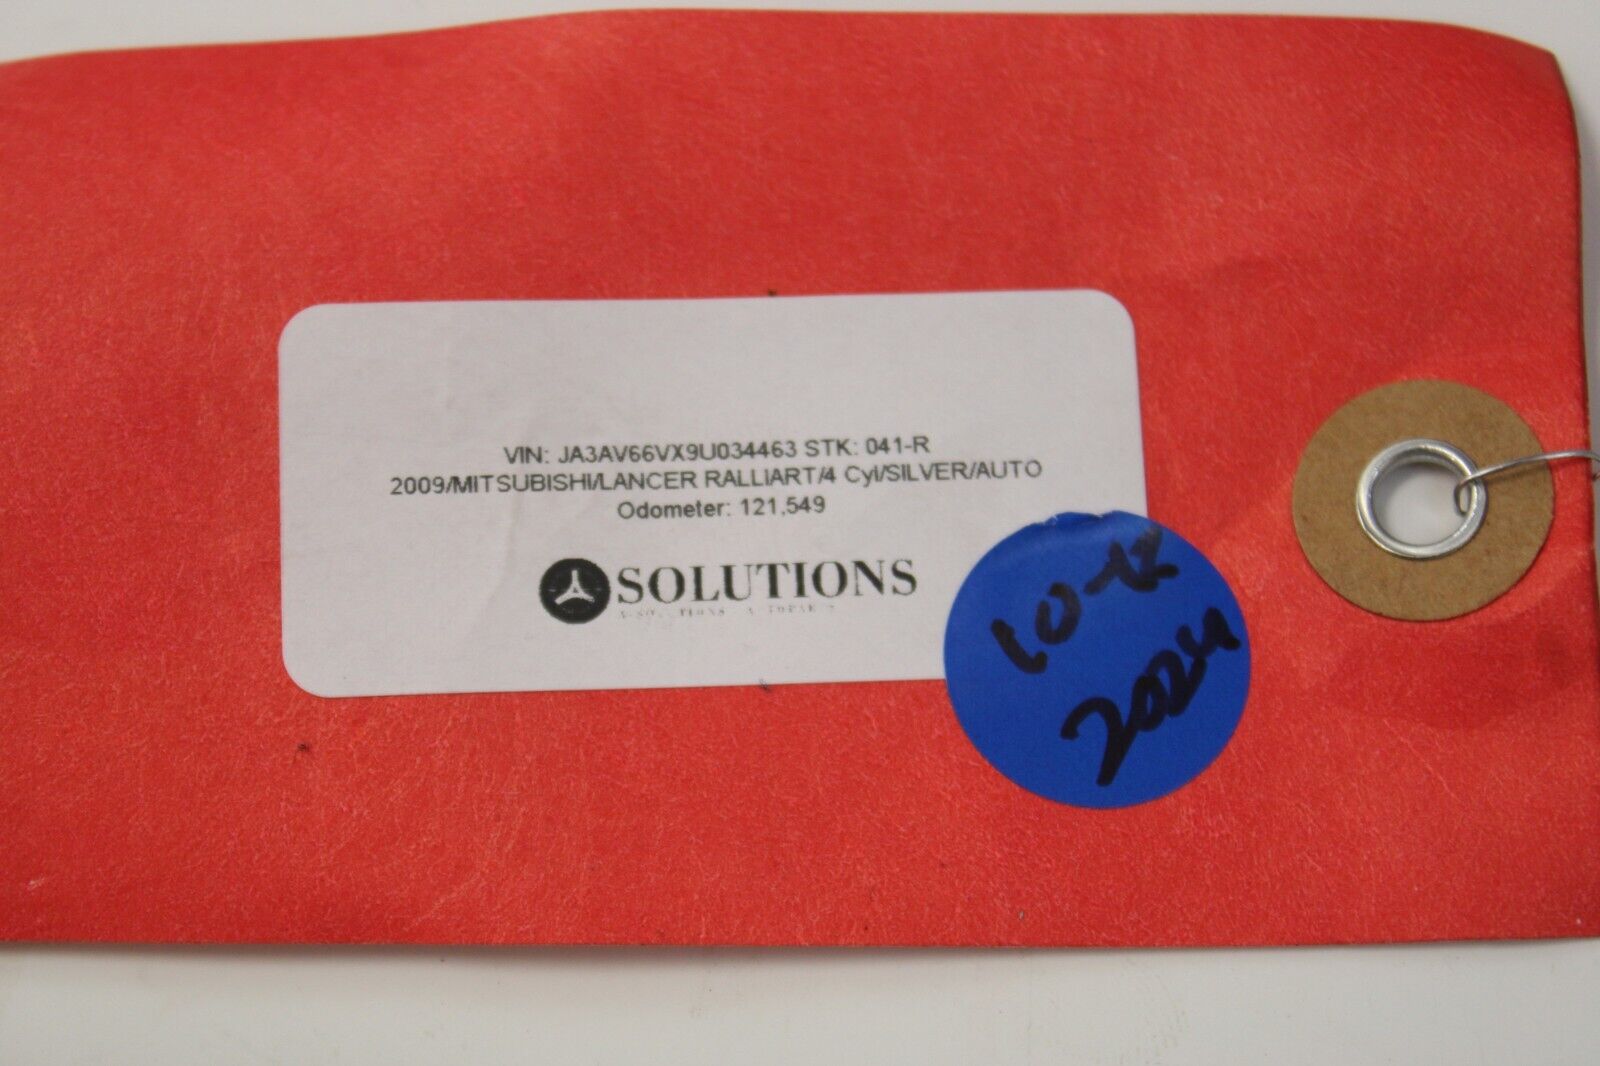 VIN: JA3AV66VX9U034463 STK: 041-R
2009/MITSUBISHI/LANCER RALLIART/4 Cyl/SILVER/AUTO
Odometer: 121,549
SOLUTIONS
2024